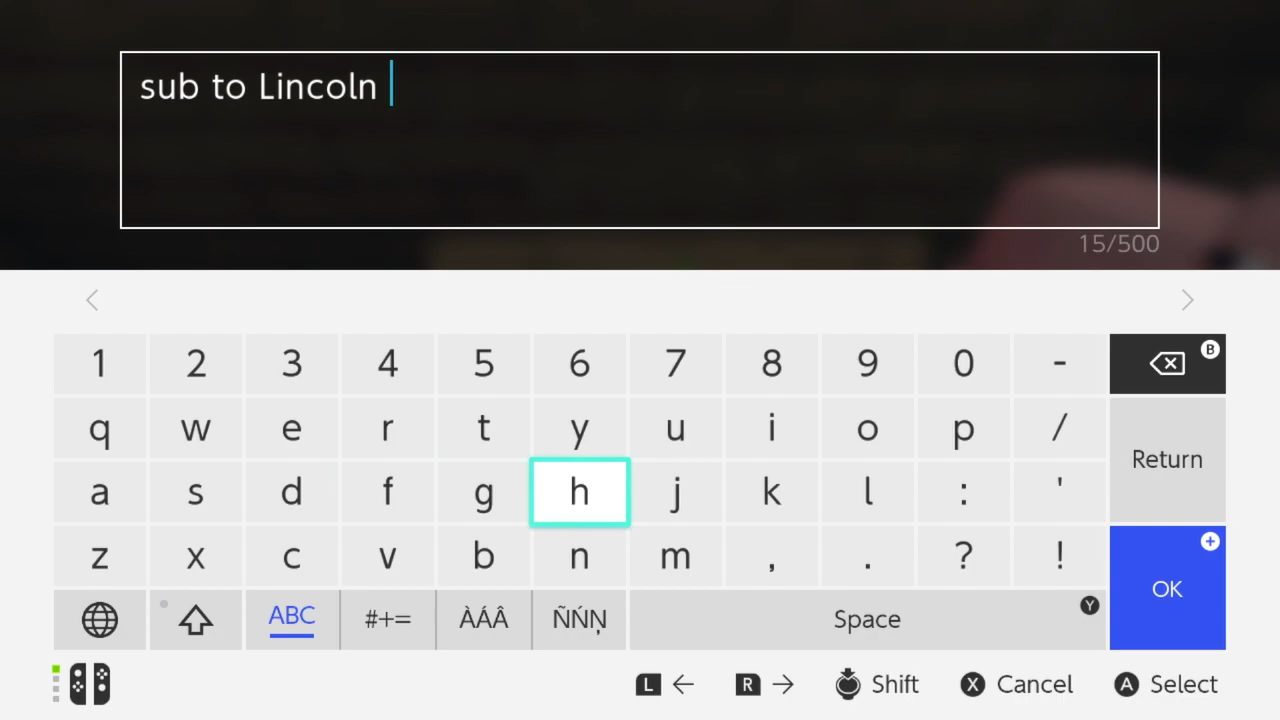 sub to Lincoln
15/500
1 2 3 4 5 6 7 8 9 0 - B
q w e r t y u i o p /
Return
a s d f g h j k l : '
z x c v b n m , . ? !
OK
ABC #+= ÀÁÂ ÑŃŅ Space Y
L ← R → Shift X Cancel A Select